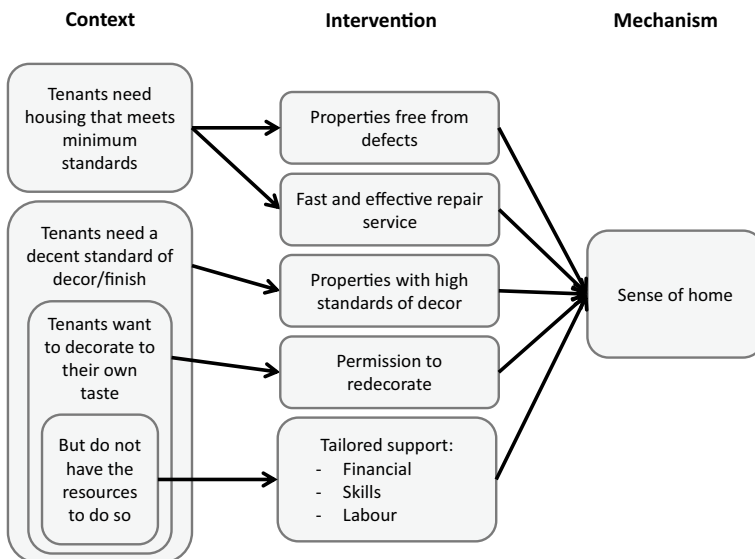 Context
Intervention
Mechanism
Tenants need
housing that meets
minimum
standards
Tenants need a
decent standard of
decor/finish
Tenants want
to decorate to
their own
taste
But do not
have the
resources
to do so
Properties free from
defects
Fast and effective repair
service
Properties with high
standards of decor
Permission to
redecorate
Tailored support:
- Financial
- Skills
- Labour
Sense of home